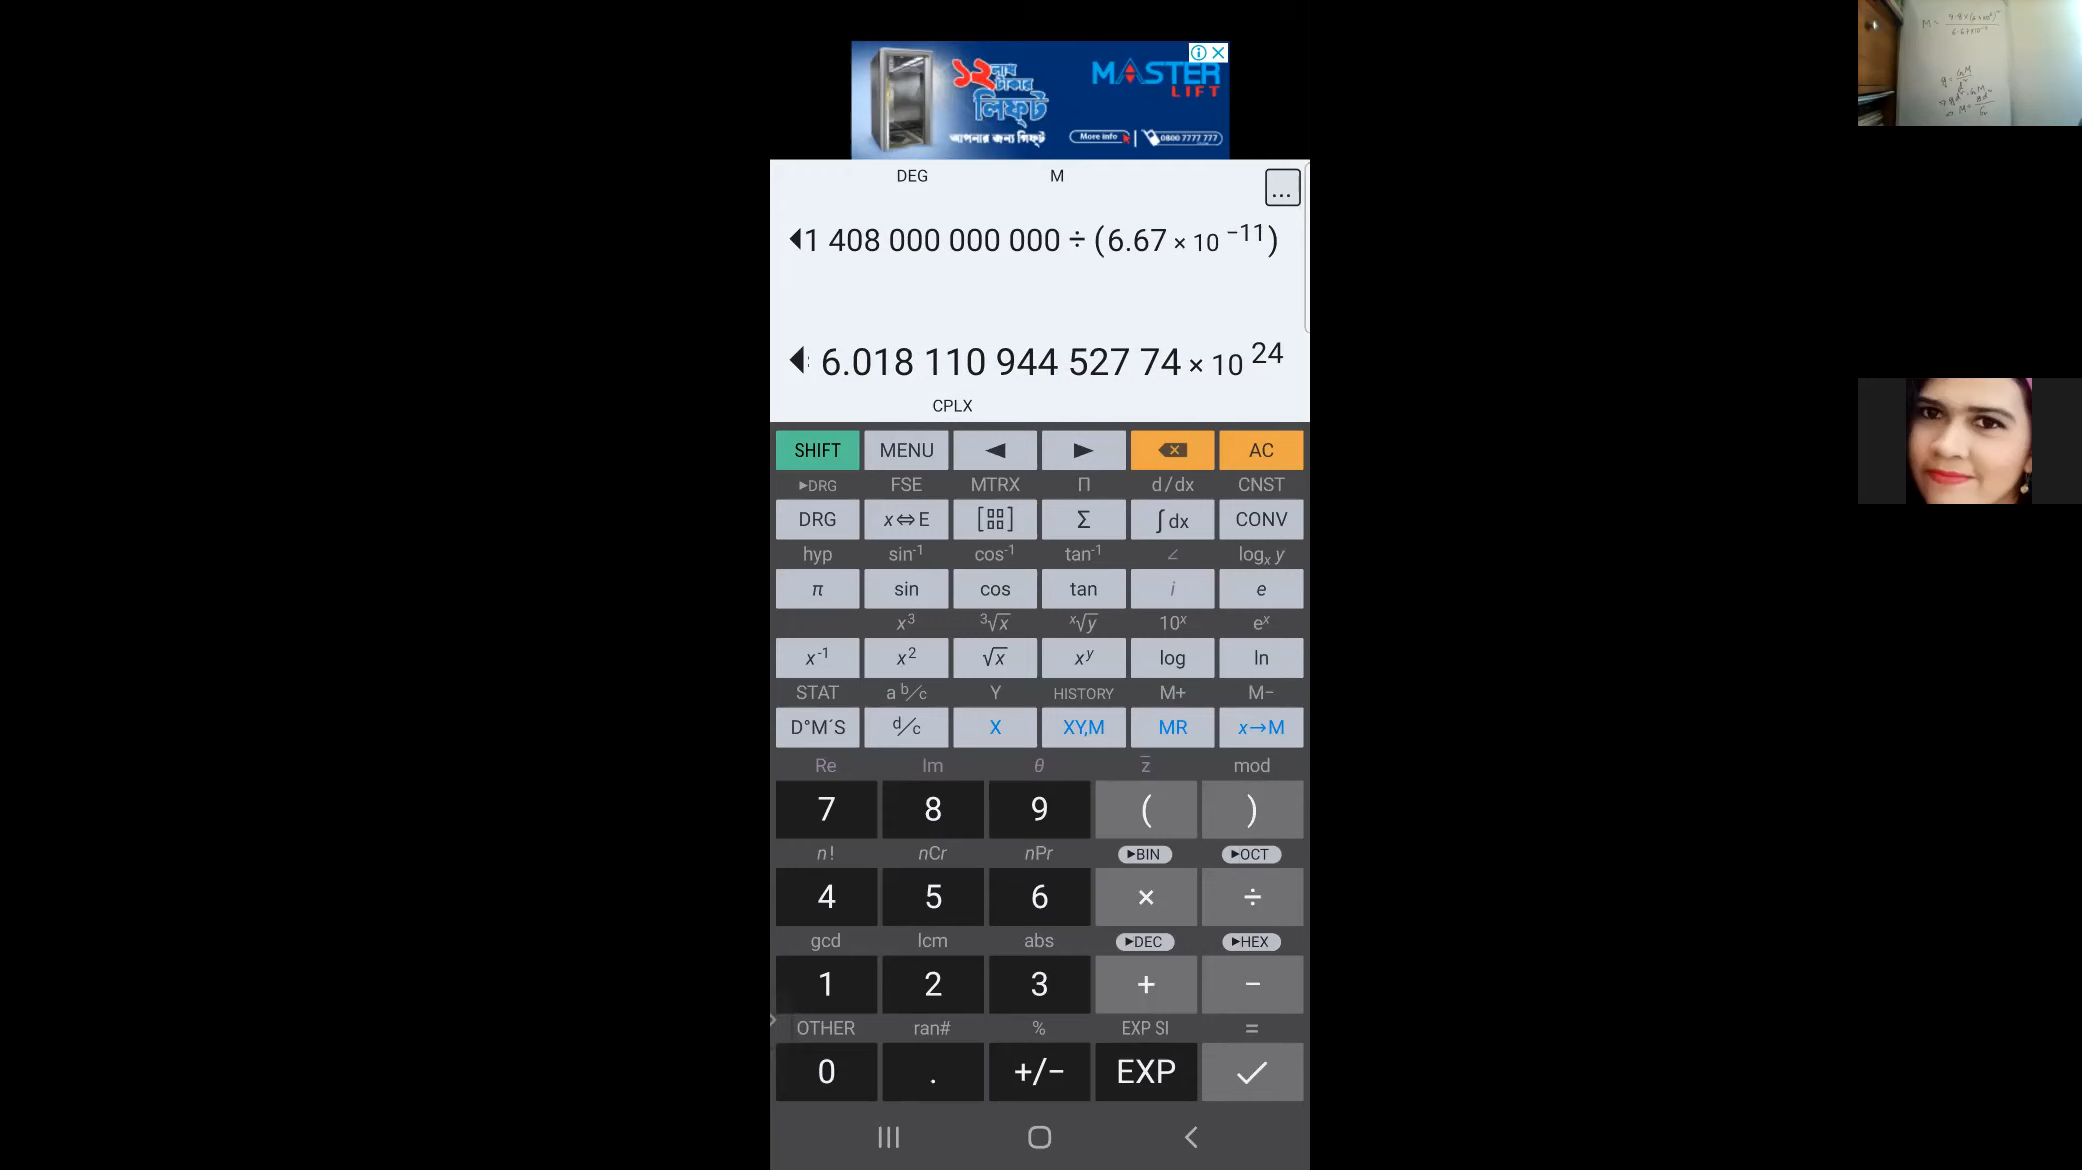 ১২ লাখ
টাকার
লিফ্‌ট
আপনার জন্য গিফ্‌ট
MASTER
LIFT
More info
0800 7777 777
DEG M
...
1 408 000 000 000 ÷ (6.67 × 10 ⁻¹¹)
6.018 110 944 527 74 × 10 ²⁴
CPLX
SHIFT MENU ◀ ▶ AC
▶DRG FSE MTRX Π d/dx CNST
DRG x⇔E Σ ∫dx CONV
hyp sin⁻¹ cos⁻¹ tan⁻¹ ∠ logₓ y
π sin cos tan i e
x³ ³√x ˣ√y 10ˣ eˣ
x⁻¹ x² √x xʸ log ln
STAT a b/c Y HISTORY M+ M−
D°M´S d/c X XY,M MR x→M
Re Im θ z̅ mod
7 8 9 ( )
n! nCr nPr ▶BIN ▶OCT
4 5 6 × ÷
gcd lcm abs ▶DEC ▶HEX
1 2 3 + −
OTHER ran# % EXP SI =
0 . +/− EXP ✓